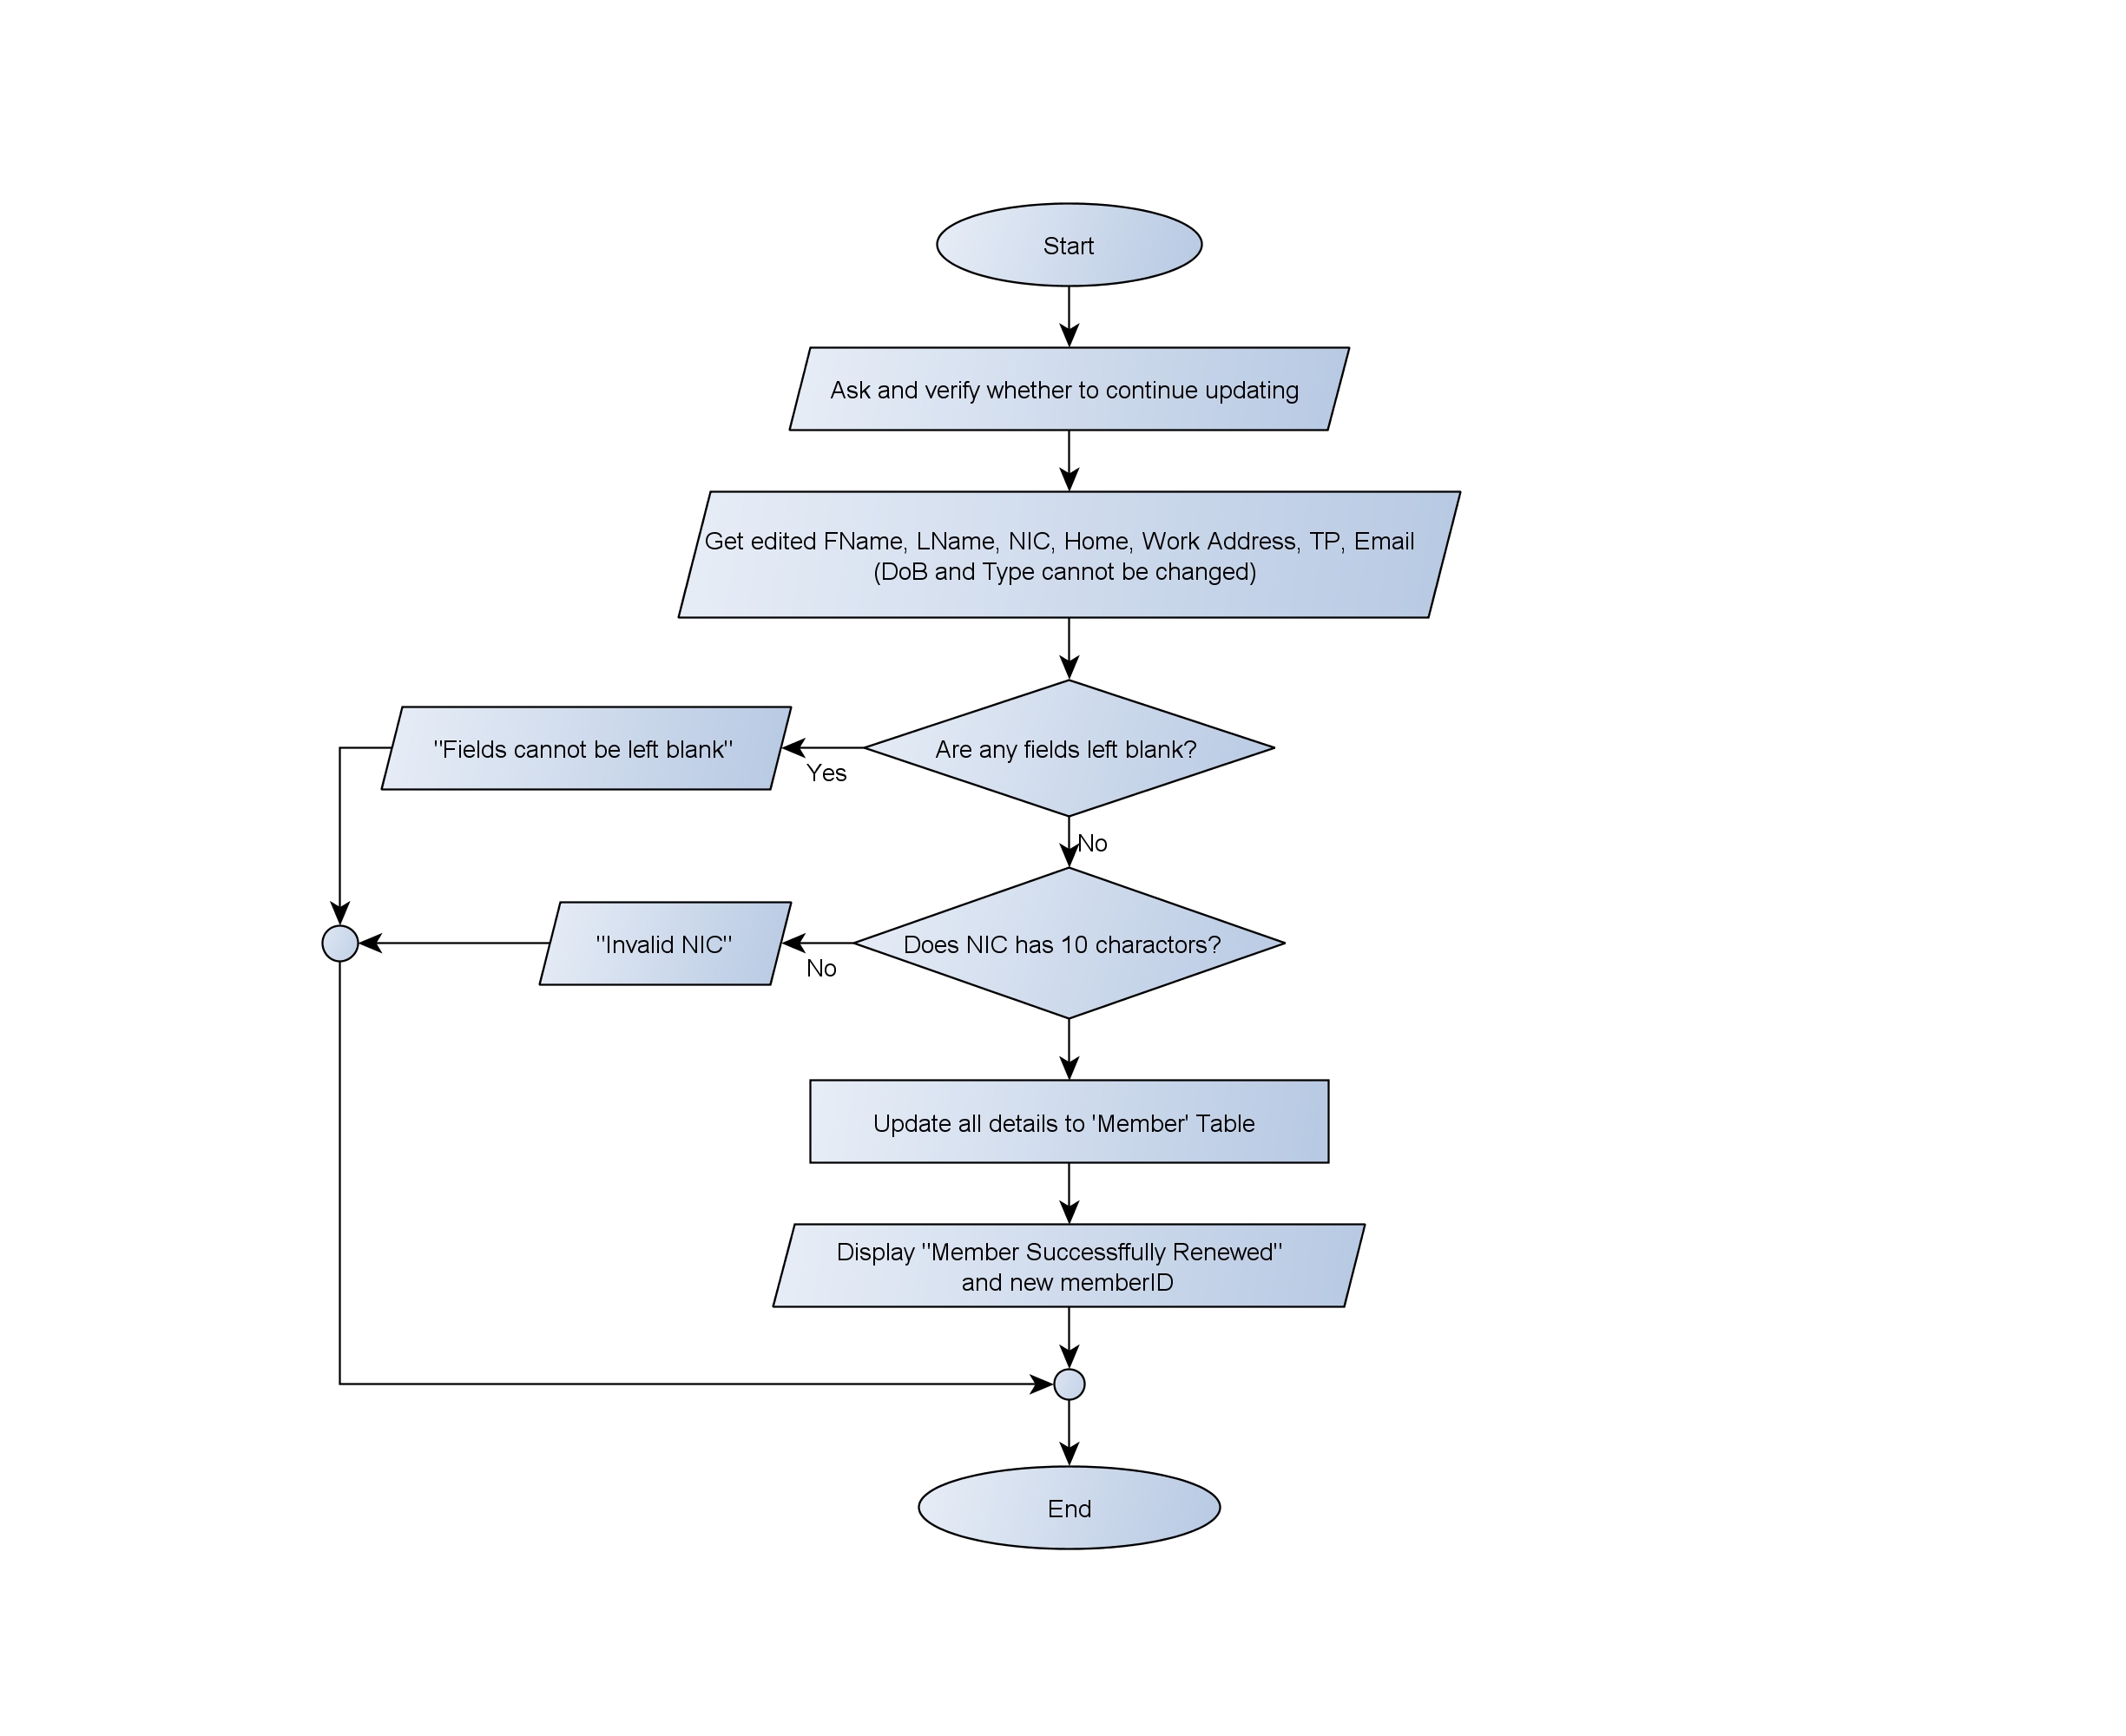 Start
Ask and verify whether to continue updating
Get edited FName, LName, NIC, Home, Work Address, TP, Email
(DoB and Type cannot be changed)
Are any fields left blank?
Yes
"Fields cannot be left blank"
No
Does NIC has 10 charactors?
No
"Invalid NIC"
Update all details to 'Member' Table
Display "Member Successffully Renewed"
and new memberID
End